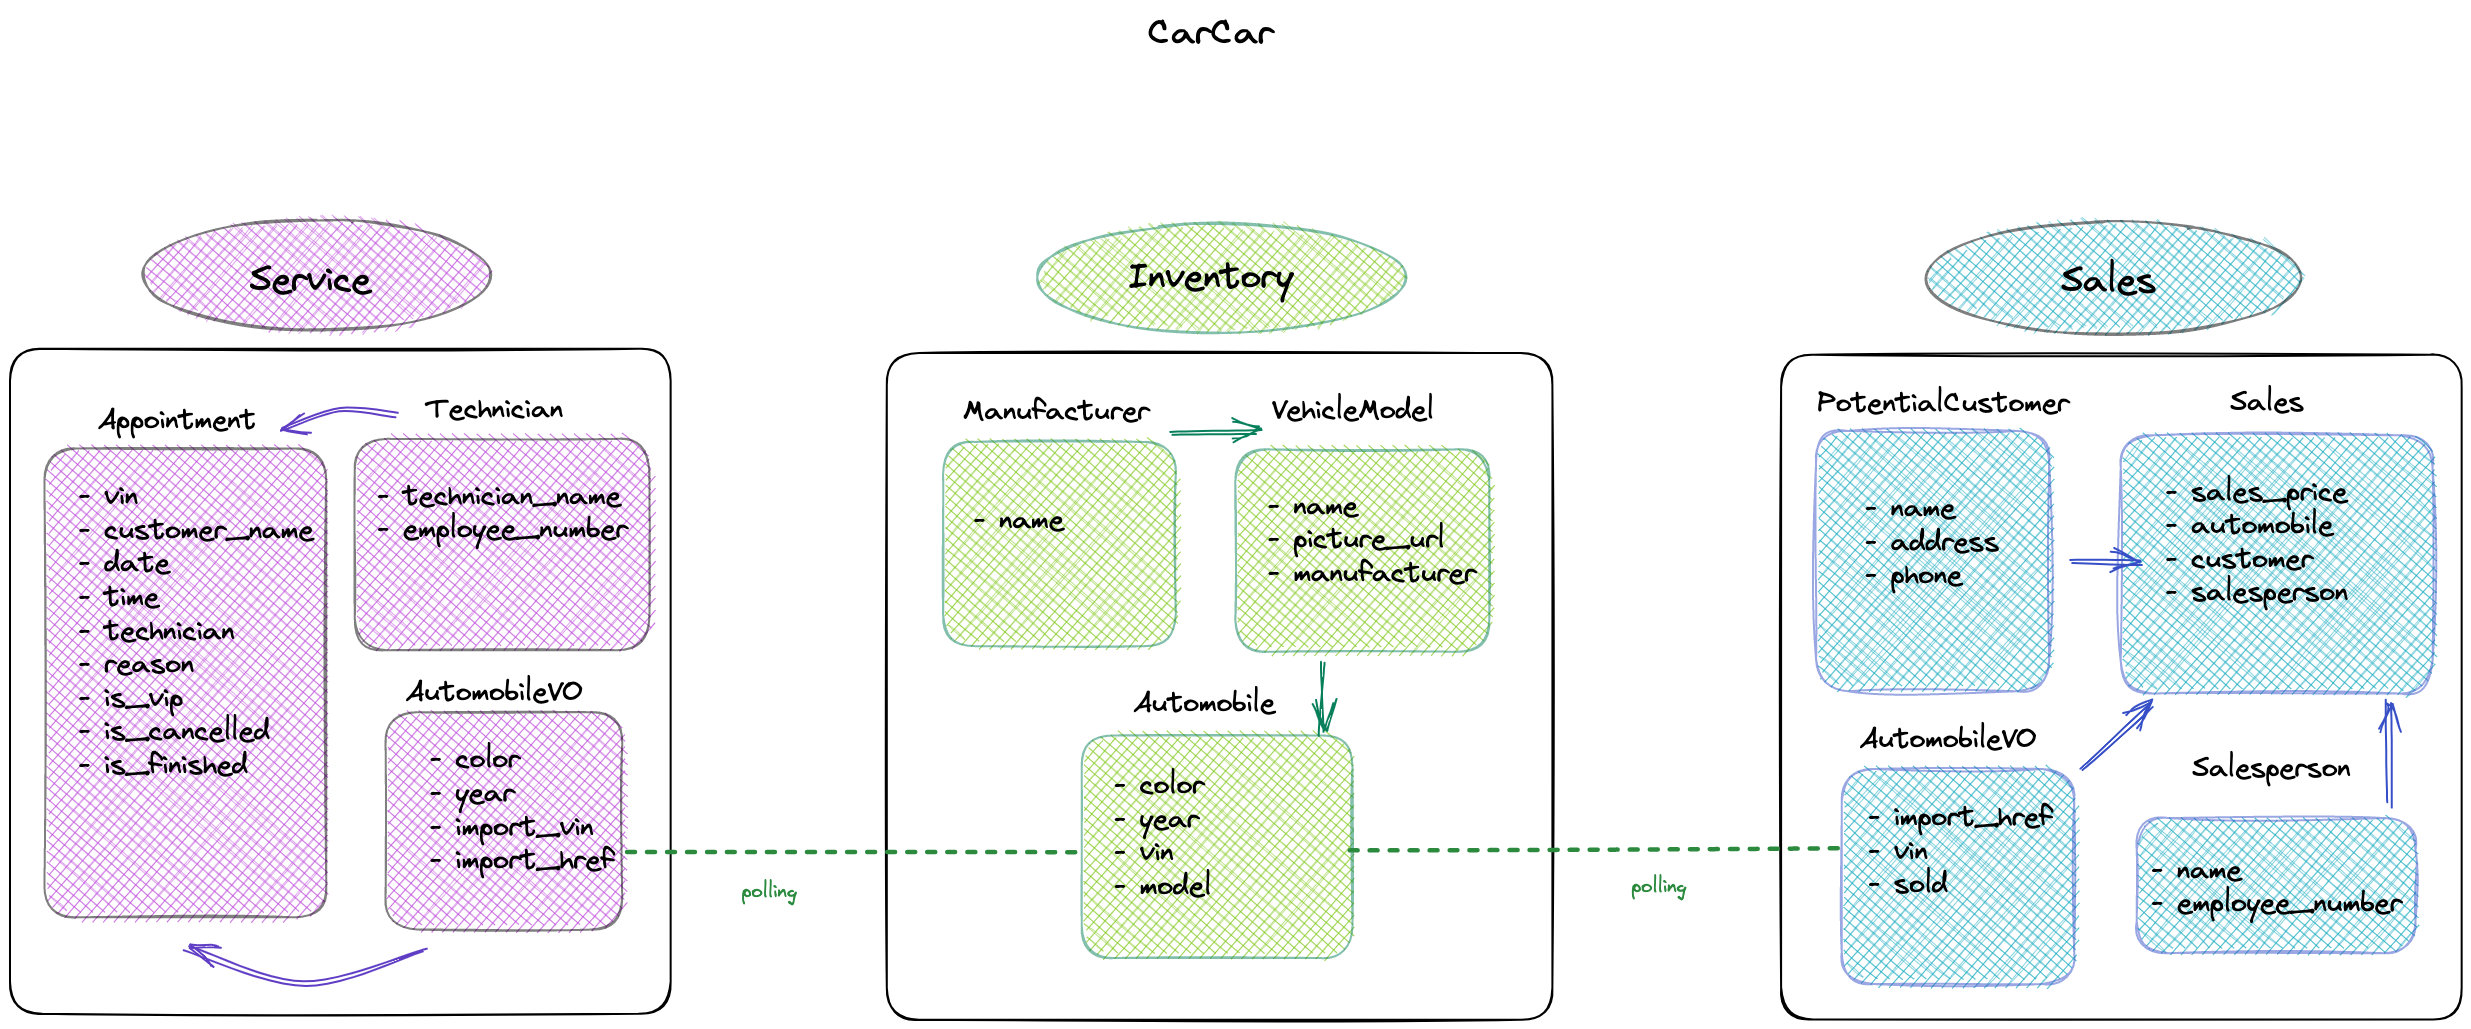 CarCar
Service
Appointment
- vin
- customer_name
- date
- time
- technician
- reason
- is_vip
- is_cancelled
- is_finished
Technician
- technician_name
- employee_number
AutomobileVO
- color
- year
- import_vin
- import_href
polling
Inventory
Manufacturer
- name
VehicleModel
- name
- picture_url
- manufacturer
Automobile
- color
- year
- vin
- model
polling
Sales
PotentialCustomer
- name
- address
- phone
Sales
- sales_price
- automobile
- customer
- salesperson
AutomobileVO
- import_href
- vin
- sold
Salesperson
- name
- employee_number